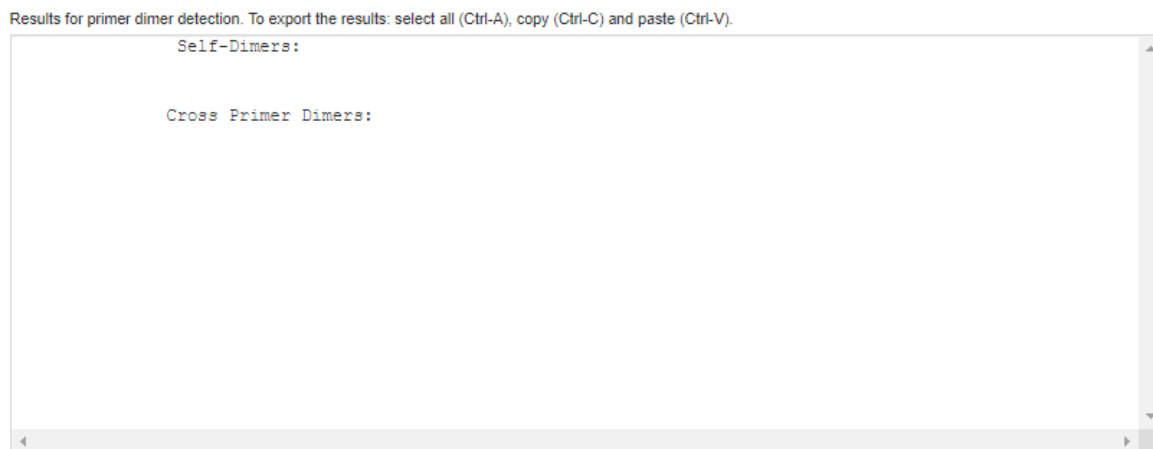 Results for primer dimer detection. To export the results: select all (Ctrl-A), copy (Ctrl-C) and paste (Ctrl-V).
Self-Dimers:
Cross Primer Dimers: